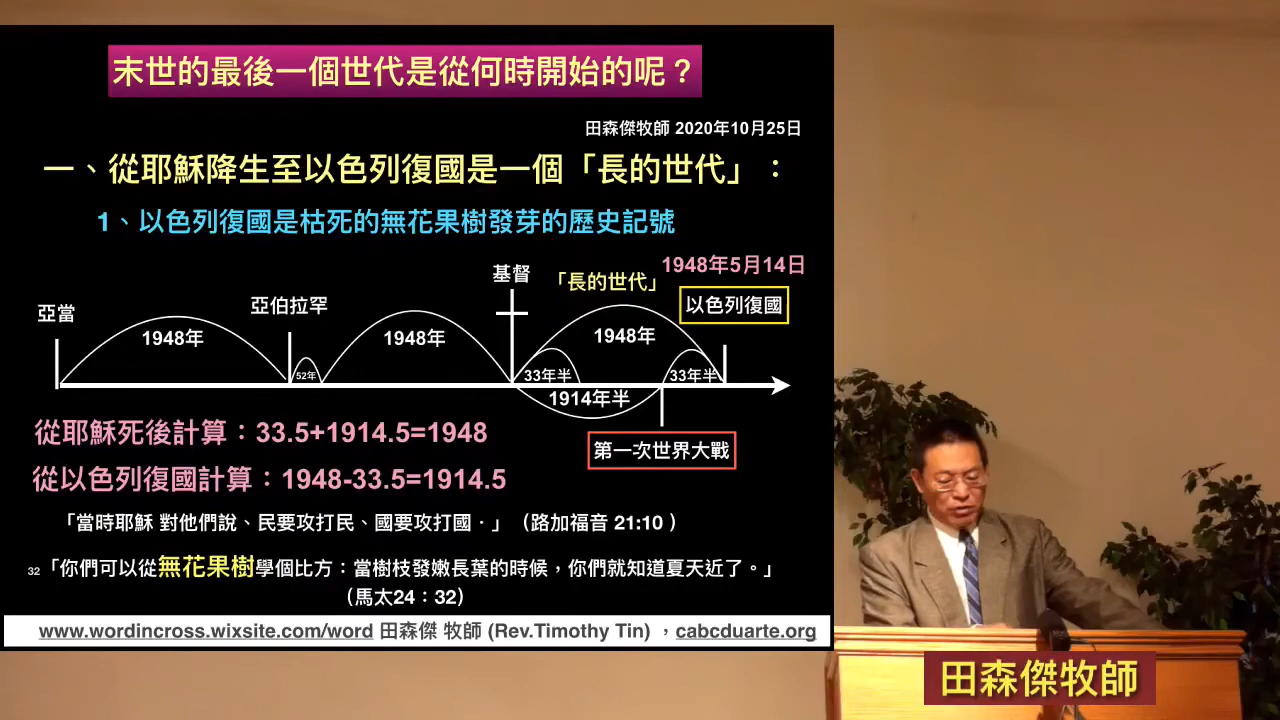 末世的最後一個世代是從何時開始的呢？
田森傑牧師 2020年10月25日
一、從耶穌降生至以色列復國是一個「長的世代」：
1、以色列復國是枯死的無花果樹發芽的歷史記號
1948年5月14日
基督
「長的世代」
亞當
亞伯拉罕
以色列復國
1948年
52年
1948年
1948年
33年半
33年半
1914年半
第一次世界大戰
從耶穌死後計算：33.5+1914.5=1948
從以色列復國計算：1948-33.5=1914.5
「當時耶穌 對他們說、民要攻打民、國要攻打國．」（路加福音 21:10 ）
32「你們可以從無花果樹學個比方：當樹枝發嫩長葉的時候，你們就知道夏天近了。」
（馬太24：32）
www.wordincross.wixsite.com/word 田森傑 牧師 (Rev.Timothy Tin) ，cabcduarte.org
田森傑牧師